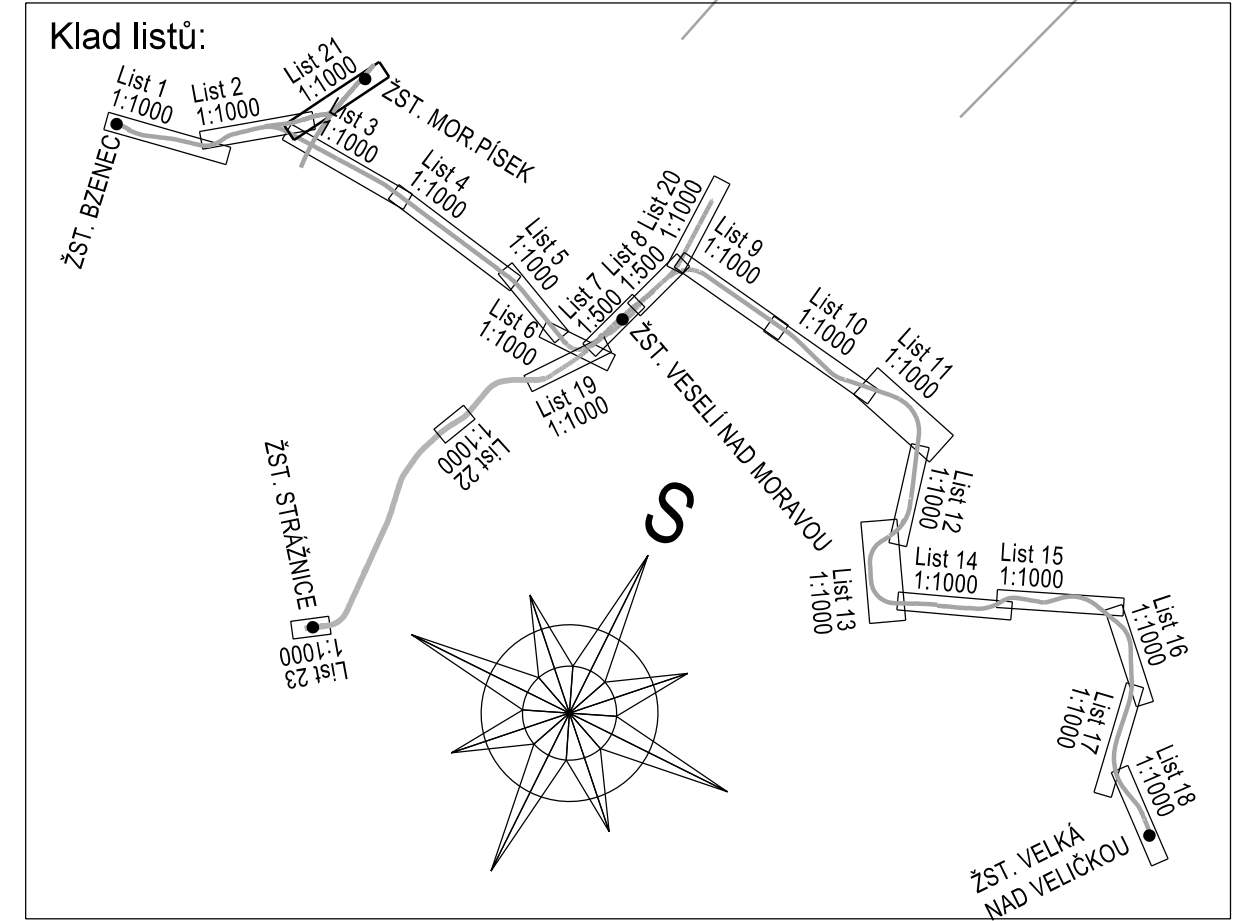 Klad listů:
List 1
1:1000
List 2
1:1000
List 21
1:1000
ŽST. MOR.PÍSEK
ŽST. BZENEC
List 3
1:1000
List 4
1:1000
List 5
1:1000
List 6
1:1000
List 7
1:500
List 8
1:500
List 20
1:1000
List 9
1:1000
List 10
1:1000
List 11
1:1000
ŽST. VESELÍ NAD MORAVOU
List 19
1:1000
List 22
1:1000
ŽST. STRÁŽNICE
List 23
1:1000
S
List 12
1:1000
List 13
1:1000
List 14
1:1000
List 15
1:1000
List 16
1:1000
List 17
1:1000
List 18
1:1000
ŽST. VELKÁ
NAD VELIČKOU